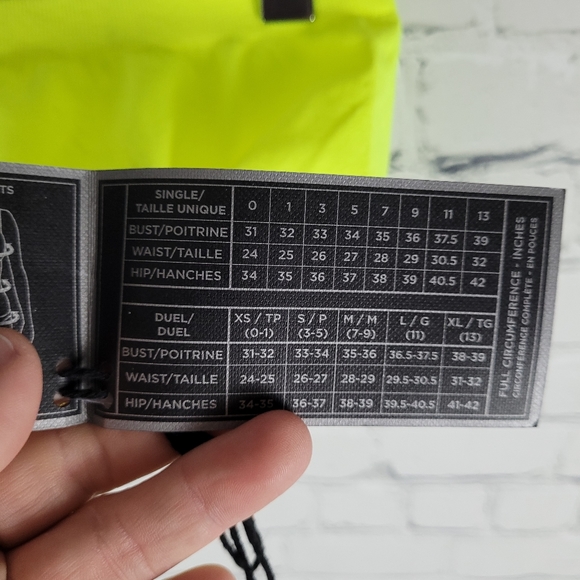 TS
SINGLE/ TAILLE UNIQUE 0 1 3 5 7 9 11 13
BUST/POITRINE 31 32 33 34 35 36 37.5 39
WAIST/TAILLE 24 25 26 27 28 29 30.5 32
HIP/HANCHES 34 35 36 37 38 39 40.5 42
DUEL/ DUEL XS / TP (0-1) S / P (3-5) M / M (7-9) L / G (11) XL / TG (13)
BUST/POITRINE 31-32 33-34 35-36 36.5-37.5 38-39
WAIST/TAILLE 24-25 26-27 28-29 29.5-30.5 31-32
HIP/HANCHES 34-35 36-37 38-39 39.5-40.5 41-42
FULL CIRCUMFERENCE - INCHES
CIRCONFÉRENCE COMPLÈTE - EN POUCES